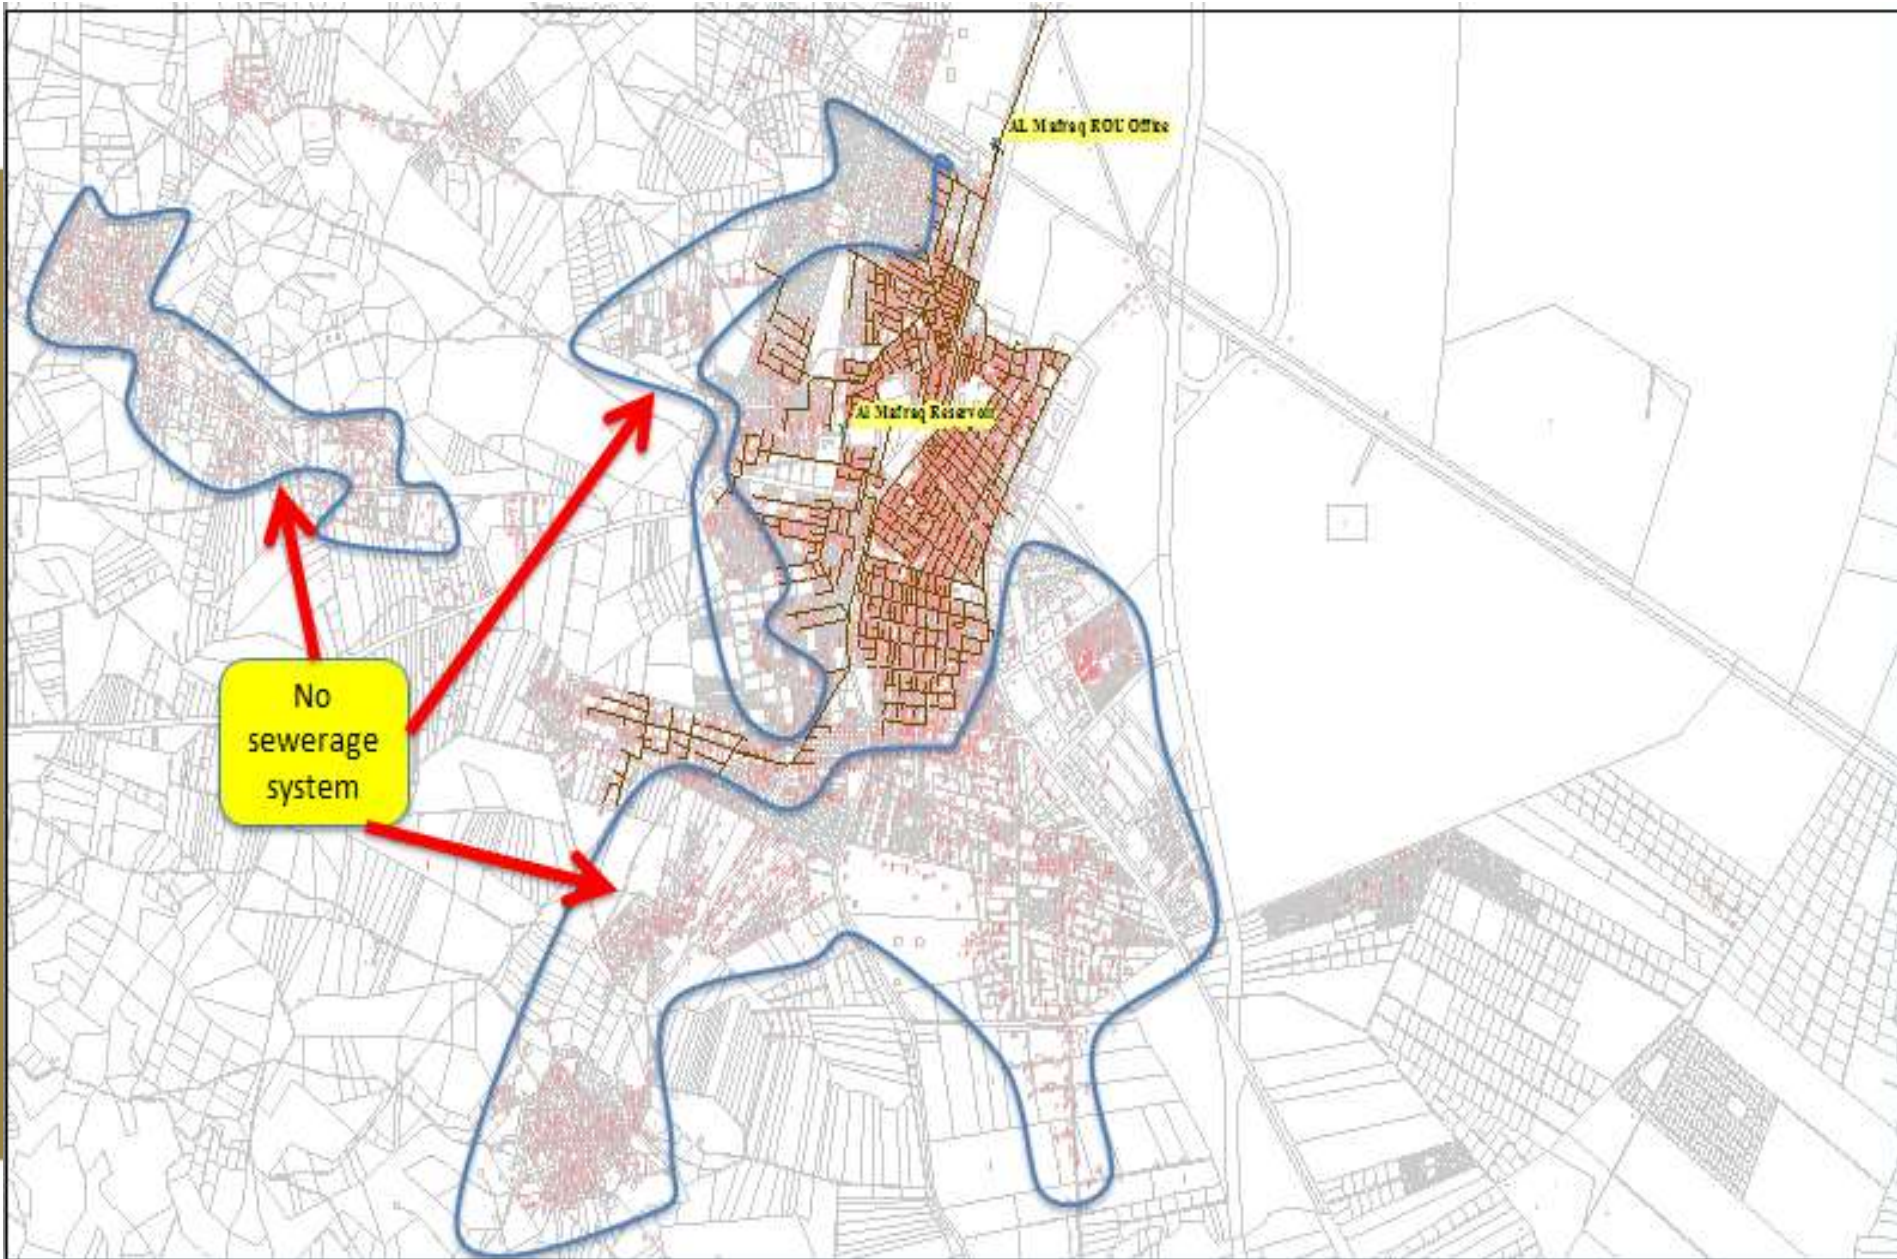 AL Mafraq ROU Office
Al Mafraq Reservoir
No
sewerage
system